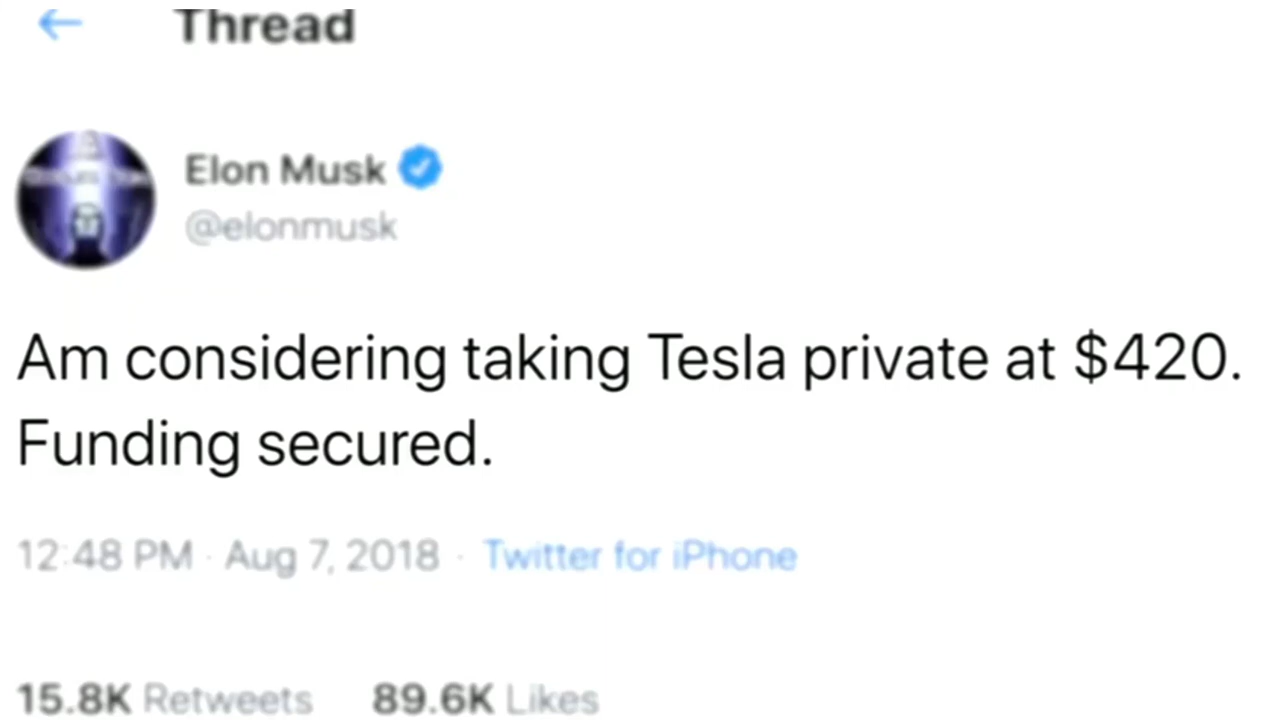 Thread
Elon Musk
@elonmusk
Am considering taking Tesla private at $420.
Funding secured.
12:48 PM · Aug 7, 2018 · Twitter for iPhone
15.8K Retweets 89.6K Likes